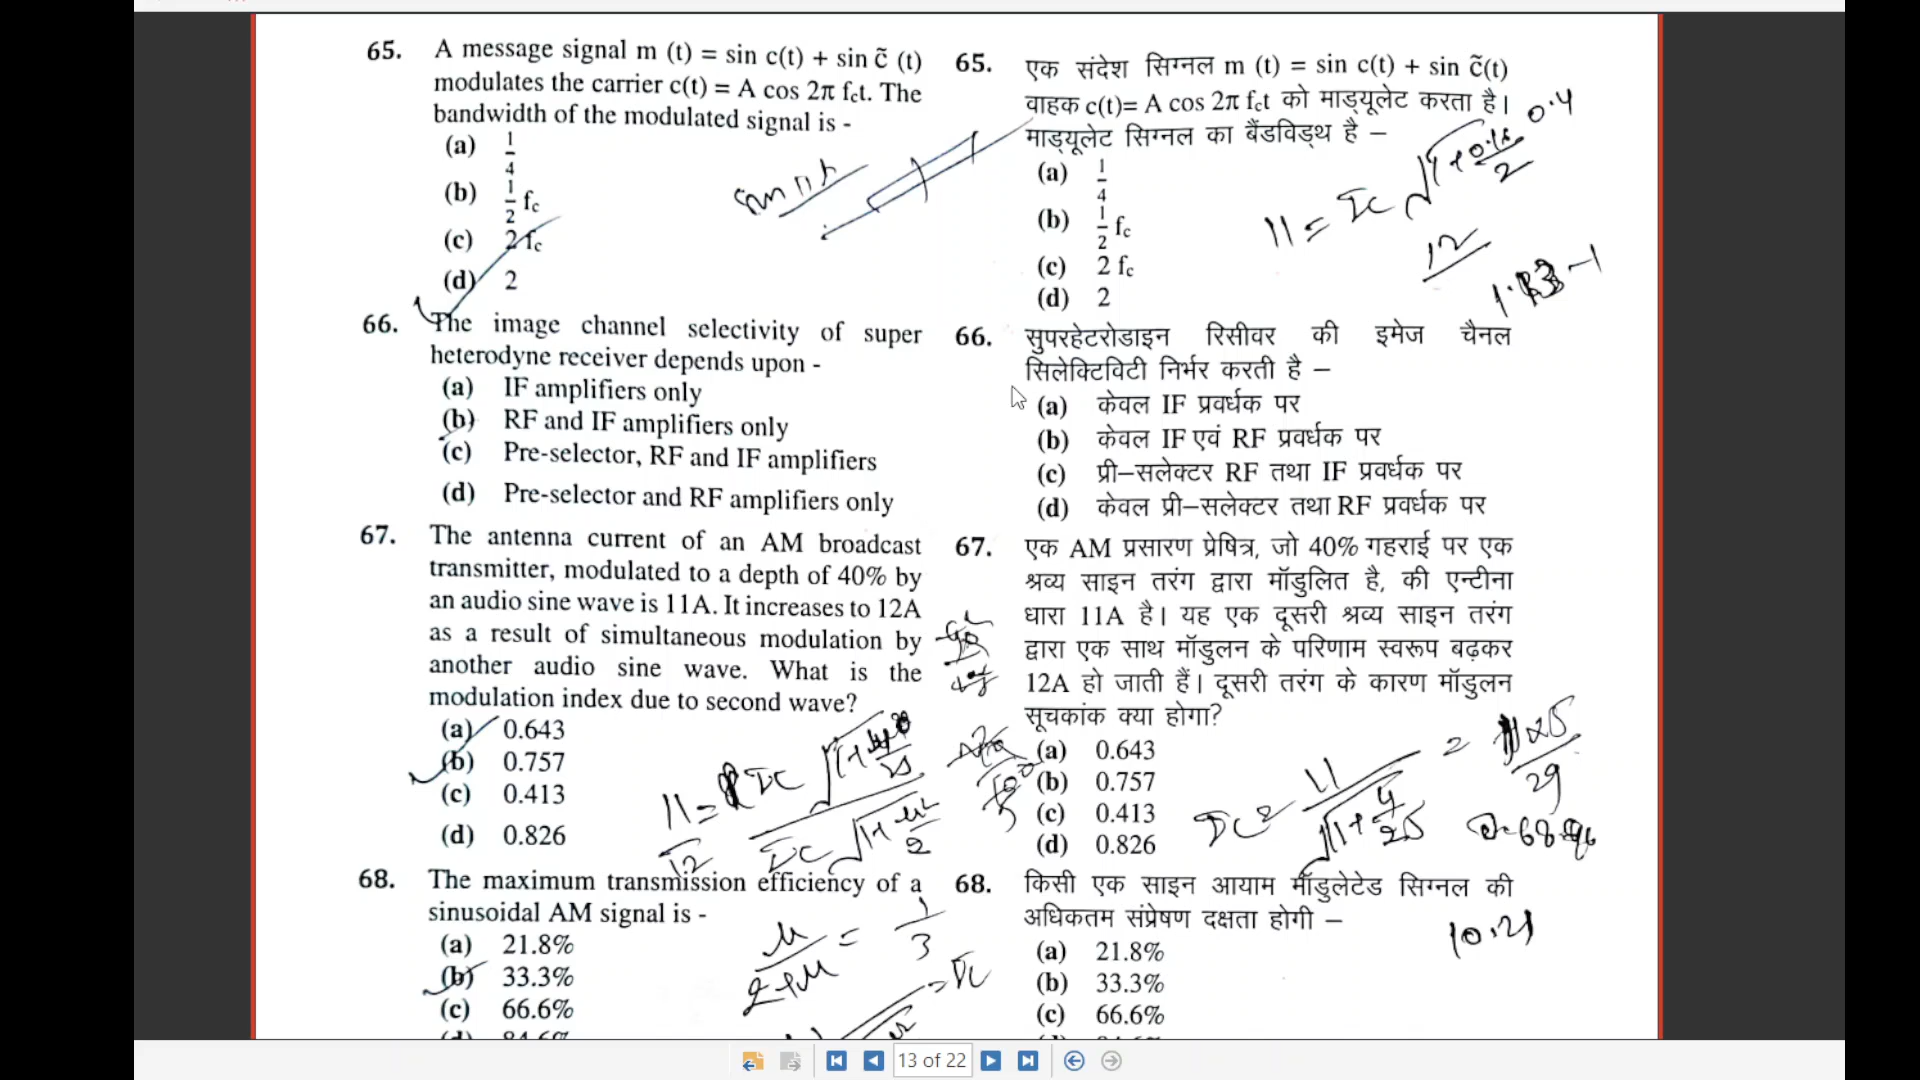 65. A message signal m (t) = sin c(t) + sin c̃ (t)
modulates the carrier c(t) = A cos 2π fct. The
bandwidth of the modulated signal is -
(a) 1/4
(b) 1/2 fc
(c) 2 fc
(d) 2
66. The image channel selectivity of super
heterodyne receiver depends upon -
(a) IF amplifiers only
(b) RF and IF amplifiers only
(c) Pre-selector, RF and IF amplifiers
(d) Pre-selector and RF amplifiers only
67. The antenna current of an AM broadcast
transmitter, modulated to a depth of 40% by
an audio sine wave is 11A. It increases to 12A
as a result of simultaneous modulation by
another audio sine wave. What is the
modulation index due to second wave?
(a) 0.643
(b) 0.757
(c) 0.413
(d) 0.826
68. The maximum transmission efficiency of a
sinusoidal AM signal is -
(a) 21.8%
(b) 33.3%
(c) 66.6%
65. एक संदेश सिग्नल m (t) = sin c(t) + sin c̃(t)
वाहक c(t)= A cos 2π fct को माड्यूलेट करता है।
माड्यूलेट सिग्नल का बैंडविड्थ है –
(a) 1/4
(b) 1/2 fc
(c) 2 fc
(d) 2
66. सुपरहेटरोडाइन रिसीवर की इमेज चैनल
सिलेक्टिविटी निर्भर करती है –
(a) केवल IF प्रवर्धक पर
(b) केवल IF एवं RF प्रवर्धक पर
(c) प्री–सलेक्टर RF तथा IF प्रवर्धक पर
(d) केवल प्री–सलेक्टर तथा RF प्रवर्धक पर
67. एक AM प्रसारण प्रेषित्र, जो 40% गहराई पर एक
श्रव्य साइन तरंग द्वारा मॉडुलित है, की एन्टीना
धारा 11A है। यह एक दूसरी श्रव्य साइन तरंग
द्वारा एक साथ मॉडुलन के परिणाम स्वरूप बढ़कर
12A हो जाती हैं। दूसरी तरंग के कारण मॉडुलन
सूचकांक क्या होगा?
(a) 0.643
(b) 0.757
(c) 0.413
(d) 0.826
68. किसी एक साइन आयाम मॉडुलेटेड सिग्नल की
अधिकतम संप्रेषण दक्षता होगी –
(a) 21.8%
(b) 33.3%
(c) 66.6%
0.4
12
10.21
13 of 22